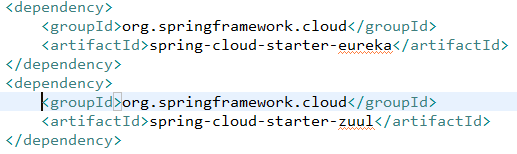 <dependency>
<groupId>org.springframework.cloud</groupId>
<artifactId>spring-cloud-starter-eureka</artifactId>
</dependency>
<dependency>
<groupId>org.springframework.cloud</groupId>
<artifactId>spring-cloud-starter-zuul</artifactId>
</dependency>